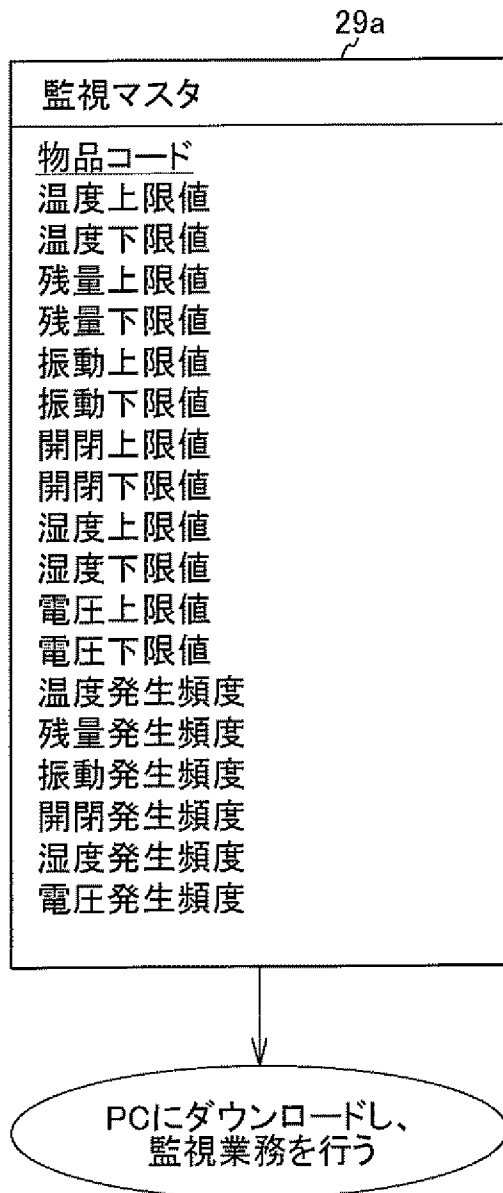 29a
監視マスタ
物品コード
温度上限値
温度下限値
残量上限値
残量下限値
振動上限値
振動下限値
開閉上限値
開閉下限値
湿度上限値
湿度下限値
電圧上限値
電圧下限値
温度発生頻度
残量発生頻度
振動発生頻度
開閉発生頻度
湿度発生頻度
電圧発生頻度
PCにダウンロードし、
監視業務を行う